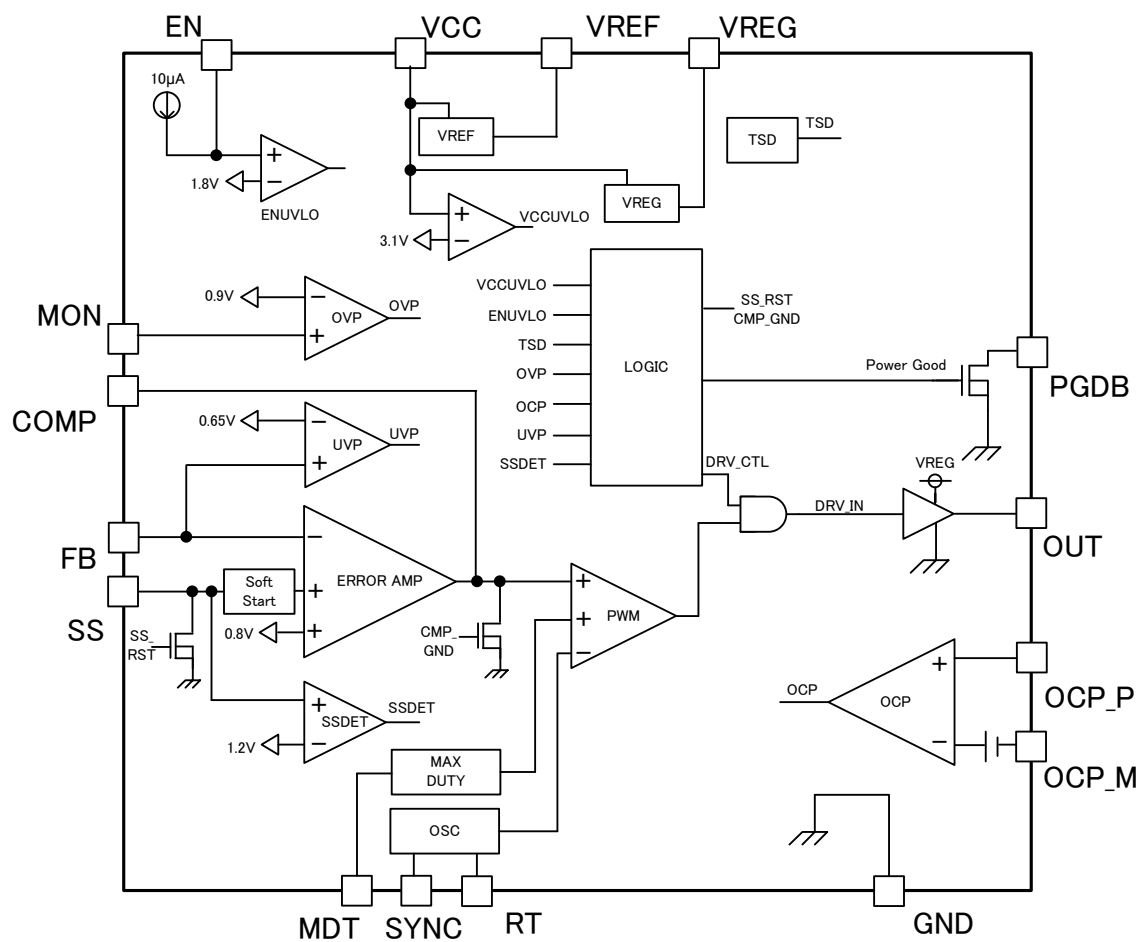 EN
VCC
VREF
VREG
10μA
VREF
TSD
TSD
1.8V
ENUVLO
VREG
VCCUVLO
3.1V
VCCUVLO
ENUVLO
TSD
OVP
OCP
UVP
SSDET
LOGIC
SS_RST
CMP_GND
MON
0.9V
OVP
OVP
Power Good
PGDB
COMP
0.65V
UVP
UVP
DRV_CTL
VREG
DRV_IN
OUT
FB
ERROR AMP
Soft
Start
SS
0.8V
SS_
RST
CMP_
GND
PWM
OCP
OCP
OCP_P
OCP_M
SSDET
SSDET
1.2V
MAX
DUTY
OSC
MDT
SYNC
RT
GND